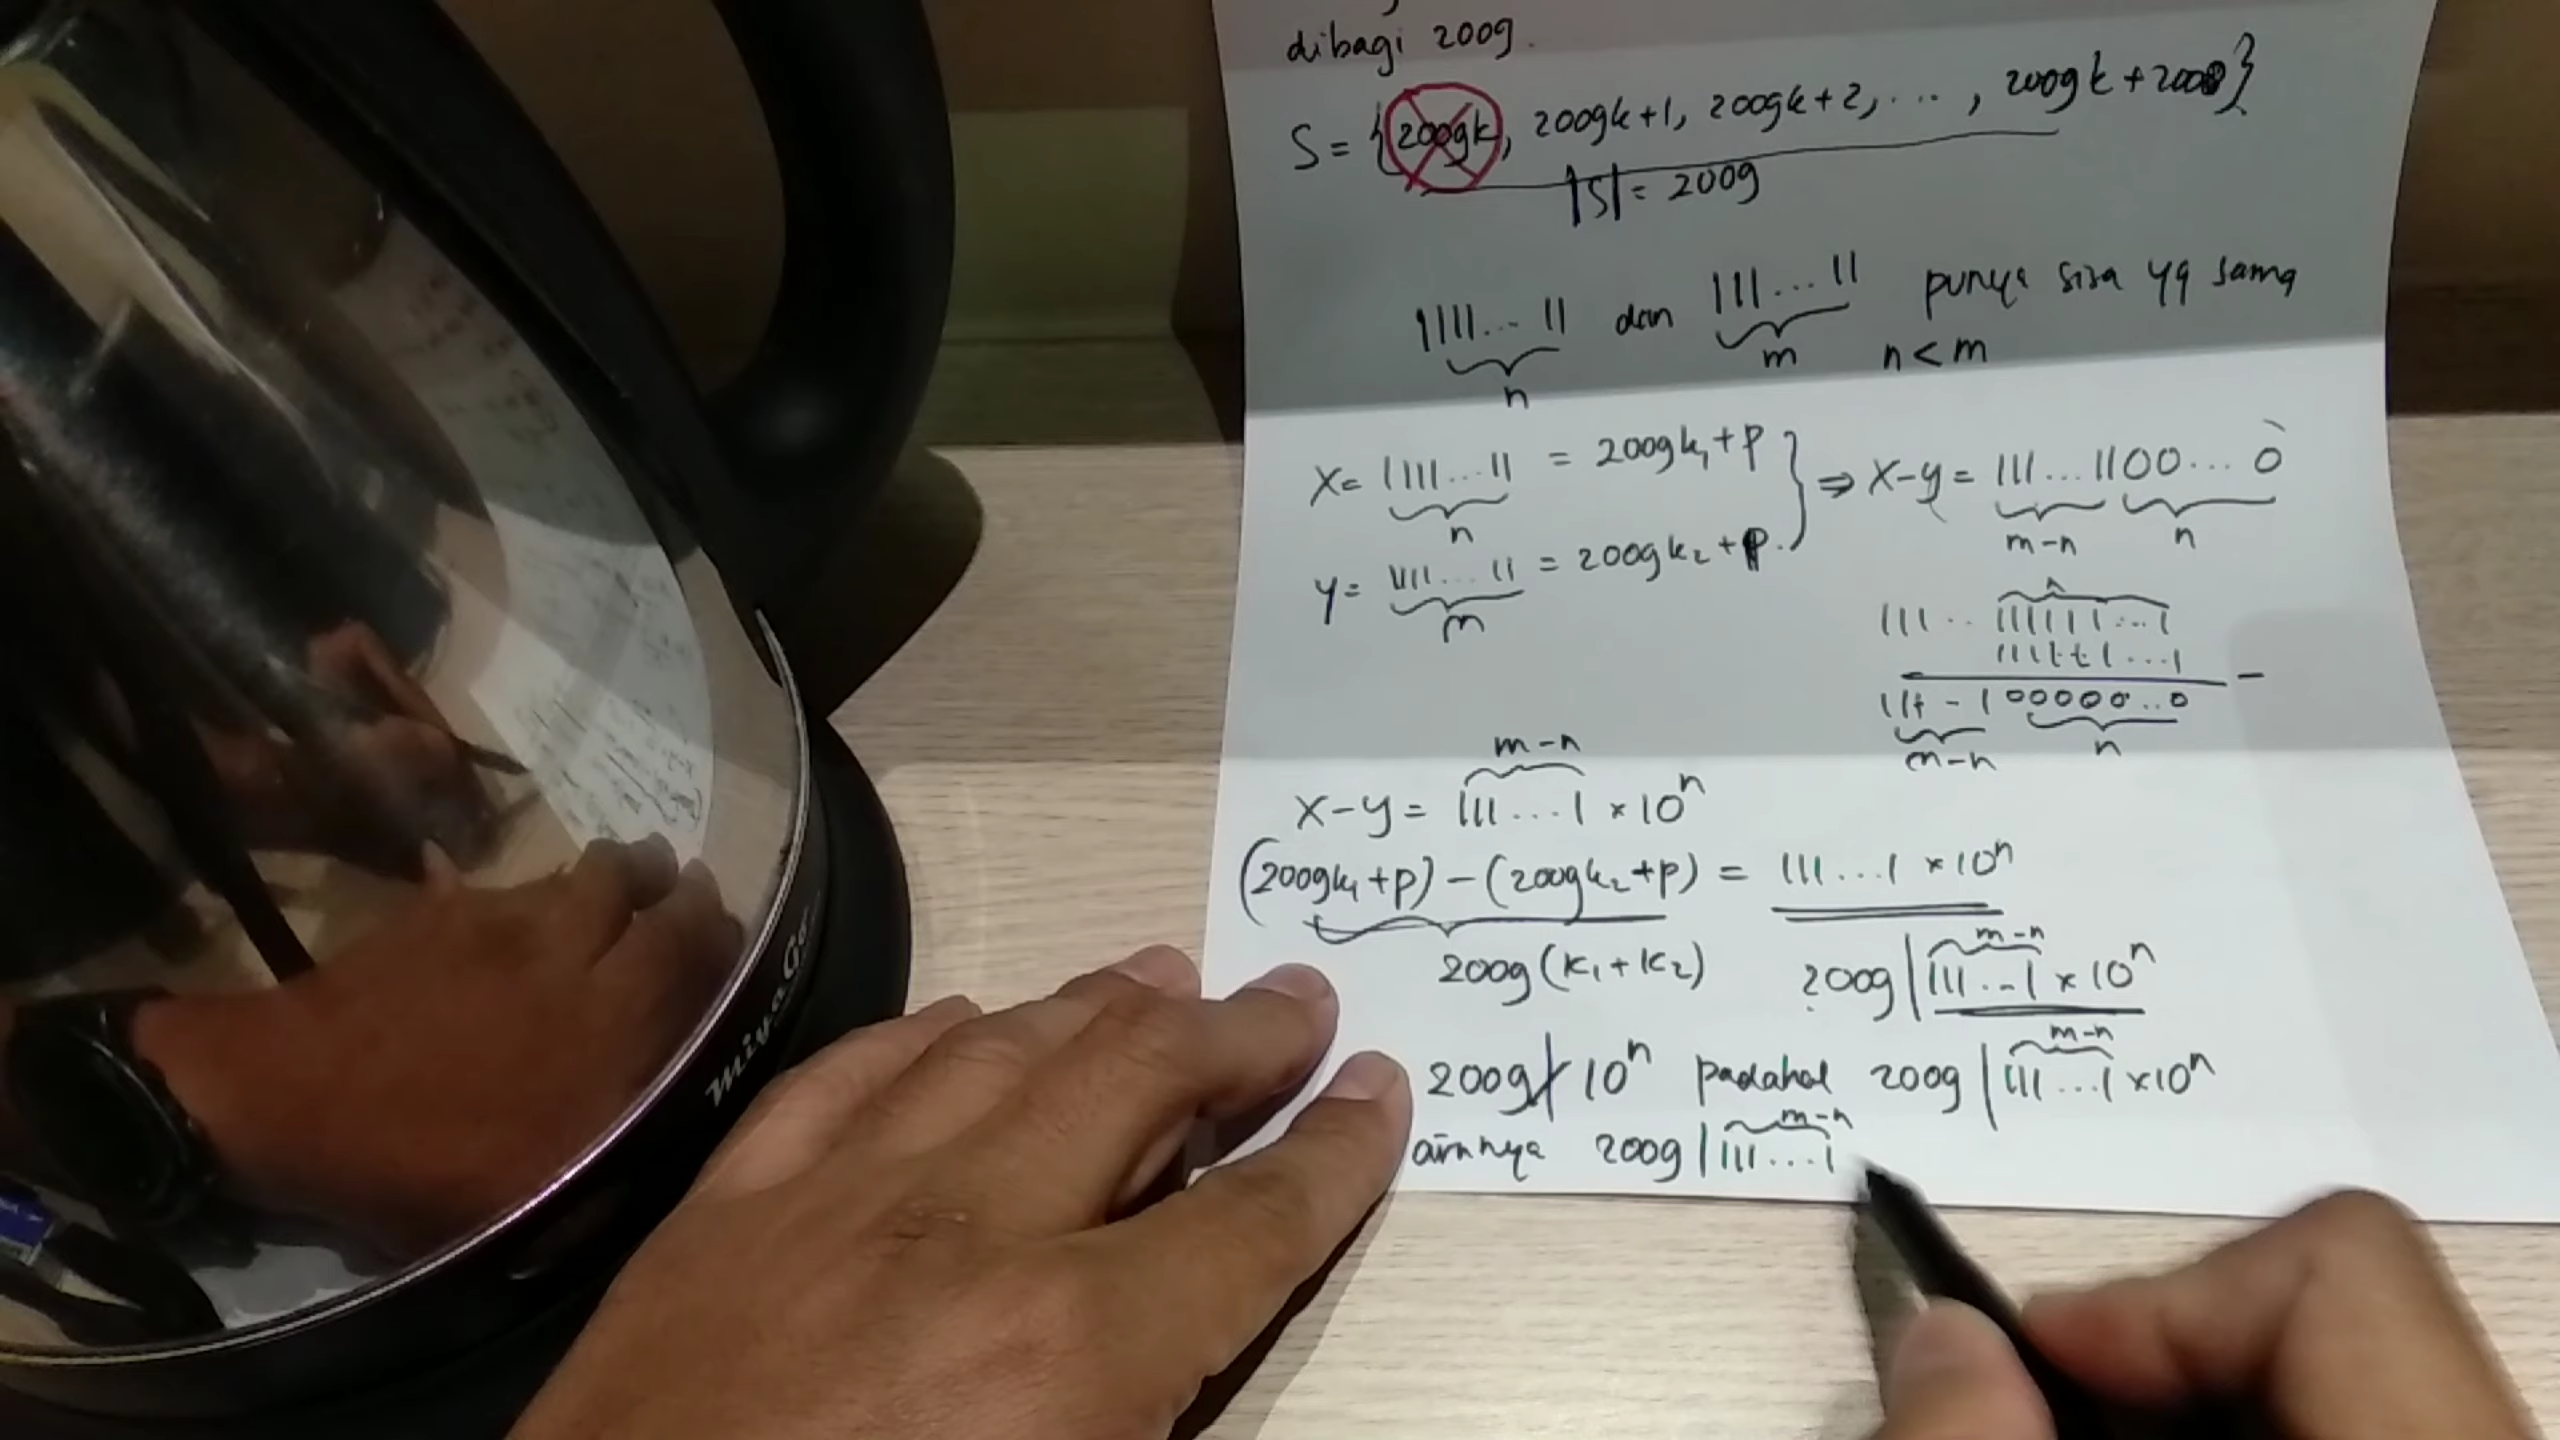 dibagi 2009.
S = {2009k, 2009k+1, 2009k+2, ..., 2009k+2008}
|S| = 2009
1111...11 dan 111...11 punya sisa yg sama
n m n < m
X = 1111...11 = 2009k₁+p } ⇒ X-y = 111...1100...0
n m-n n
y = 1111...11 = 2009k₂+p.
m
n
111..111111...1
111111...1
111-100000..0 -
m-n n
m-n
X-y = 111...1 × 10ⁿ
(2009k₁+p) - (2009k₂+p) = 111...1 × 10ⁿ
m-n
2009(k₁+k₂) 2009|111...1 × 10ⁿ
m-n
2009∤10ⁿ padahal 2009|111...1 ×10ⁿ
m-n
2009|111...1
MiyaCo